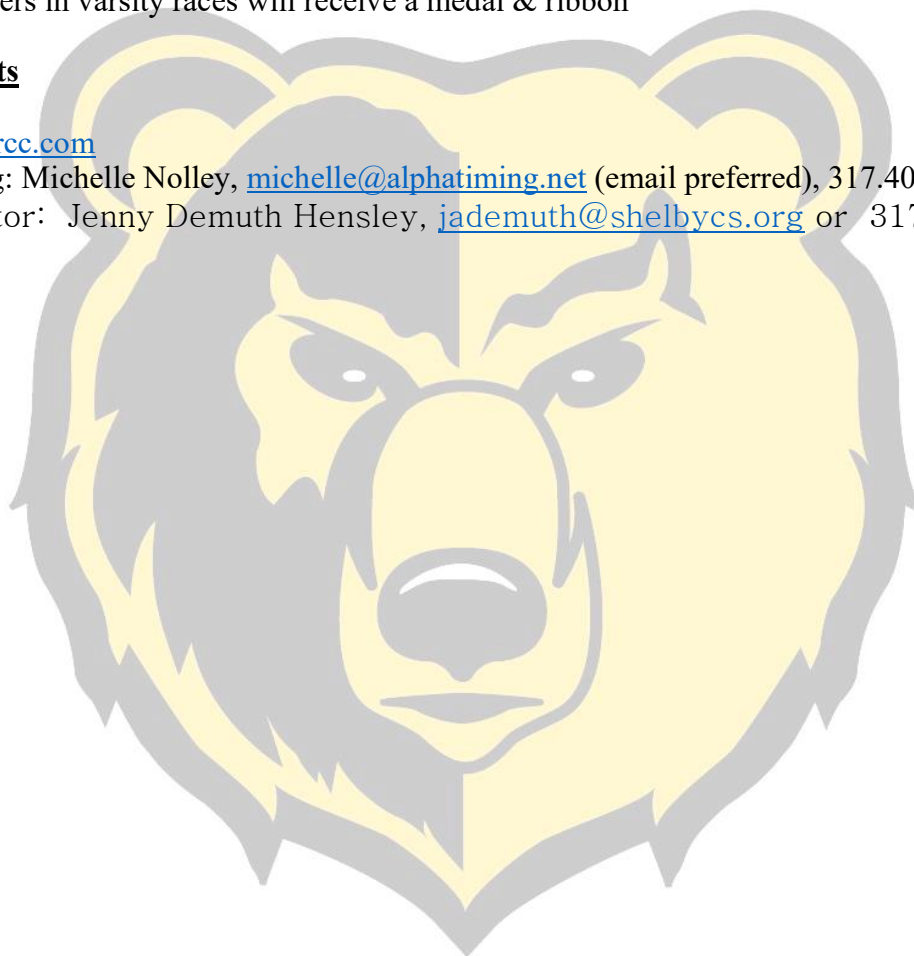 ers in varsity races will receive a medal & ribbon
ts
rcc.com
g: Michelle Nolley, michelle@alphatiming.net (email preferred), 317.40
tor: Jenny Demuth Hensley, jademuth@shelbycs.org or 317